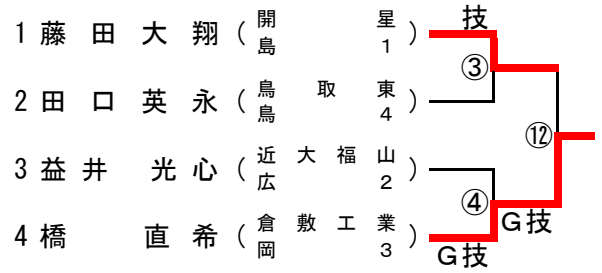 技
1 藤田大翔 (開星 島1)
③
2 田口英永 (鳥取東 鳥4)
⑫
3 益井光心 (近大福山 広2)
④
G技
4 橋直希 (倉敷工業 岡3)
G技